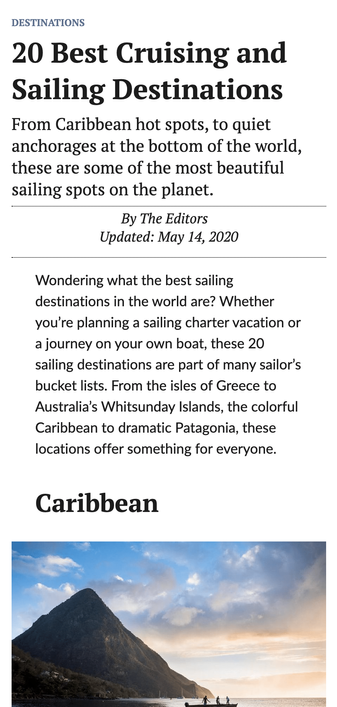 DESTINATIONS
20 Best Cruising and
Sailing Destinations
From Caribbean hot spots, to quiet
anchorages at the bottom of the world,
these are some of the most beautiful
sailing spots on the planet.
By The Editors
Updated: May 14, 2020
Wondering what the best sailing
destinations in the world are? Whether
you’re planning a sailing charter vacation or
a journey on your own boat, these 20
sailing destinations are part of many sailor’s
bucket lists. From the isles of Greece to
Australia’s Whitsunday Islands, the colorful
Caribbean to dramatic Patagonia, these
locations offer something for everyone.
Caribbean